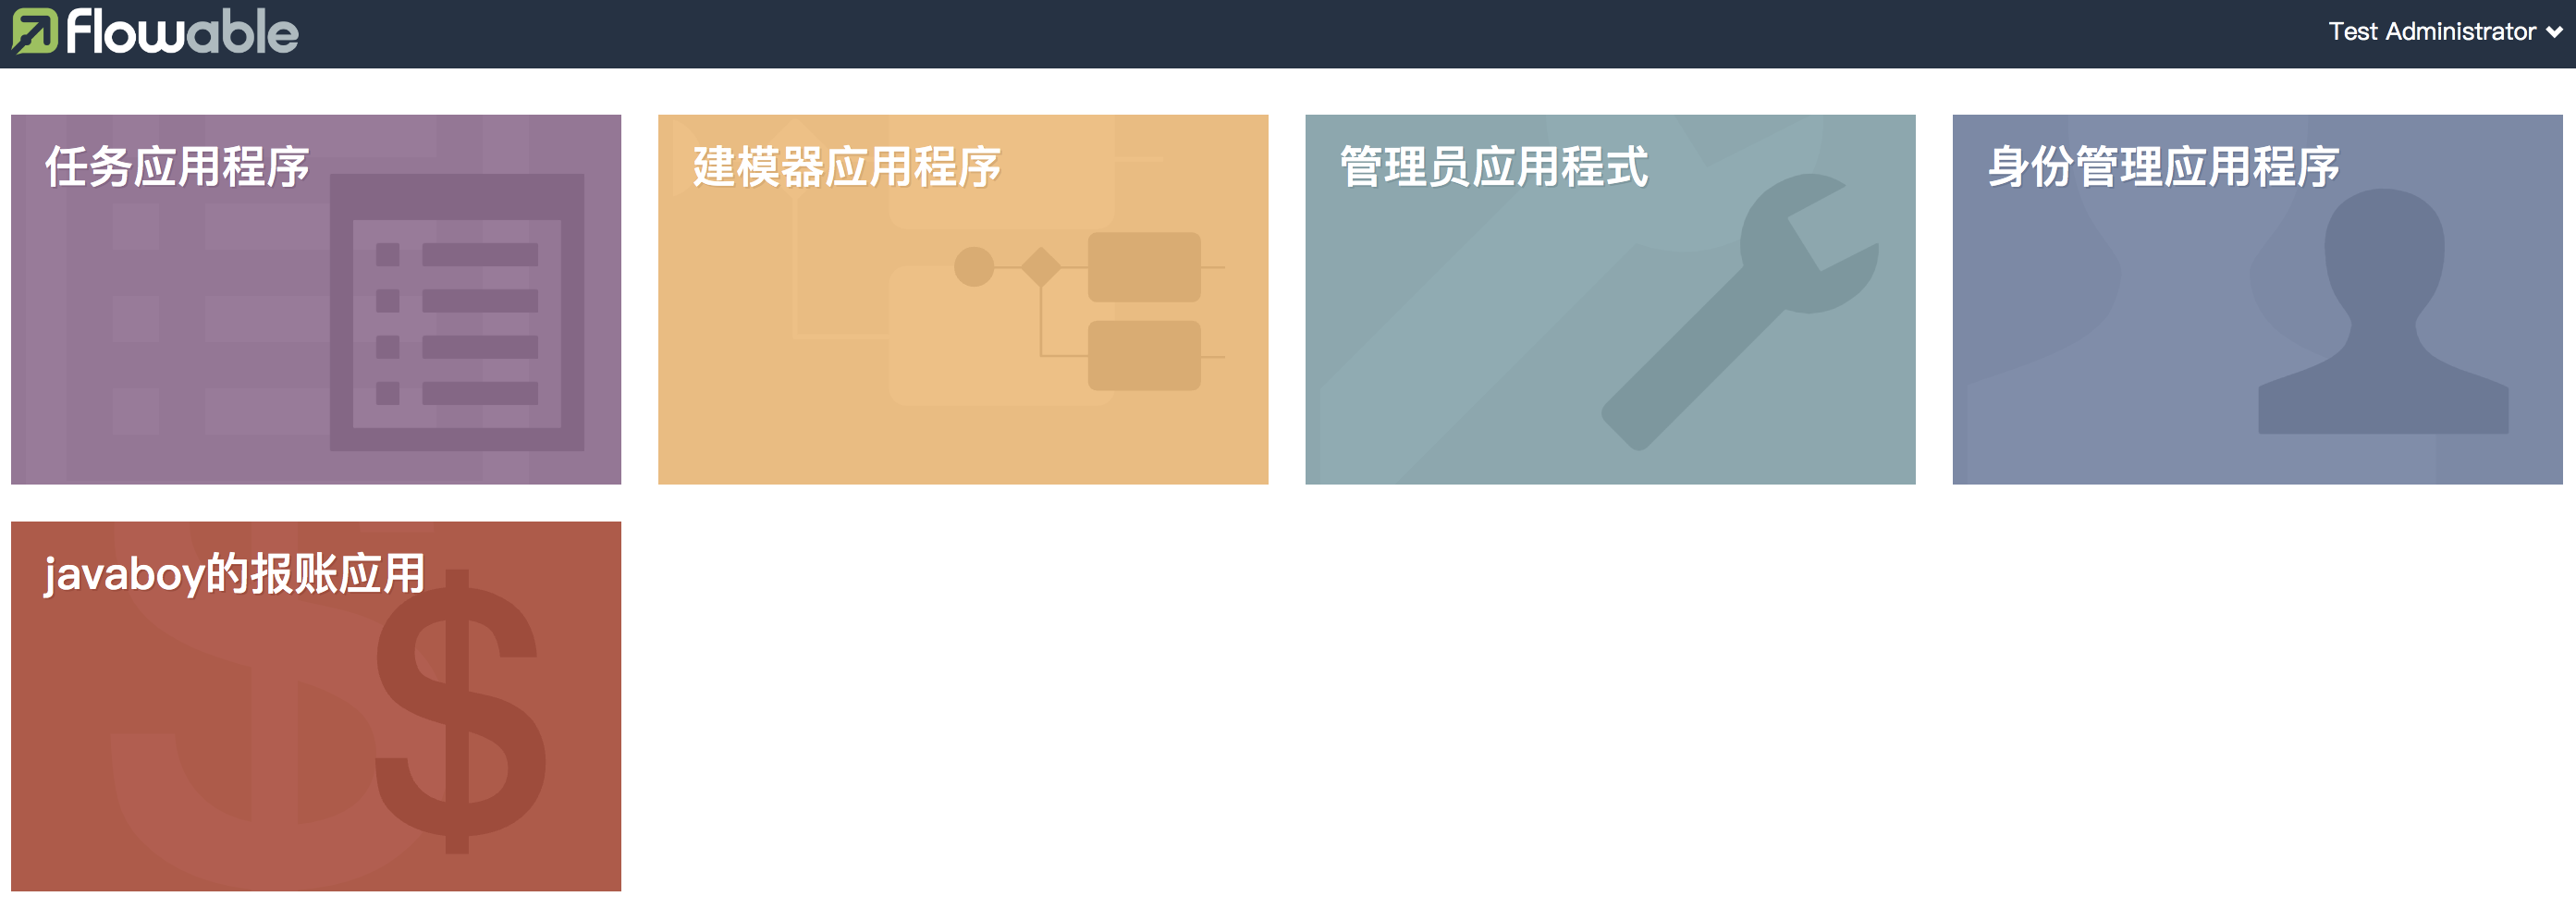 flowable
Test Administrator
任务应用程序
建模器应用程序
管理员应用程式
身份管理应用程序
javaboy的报账应用
$